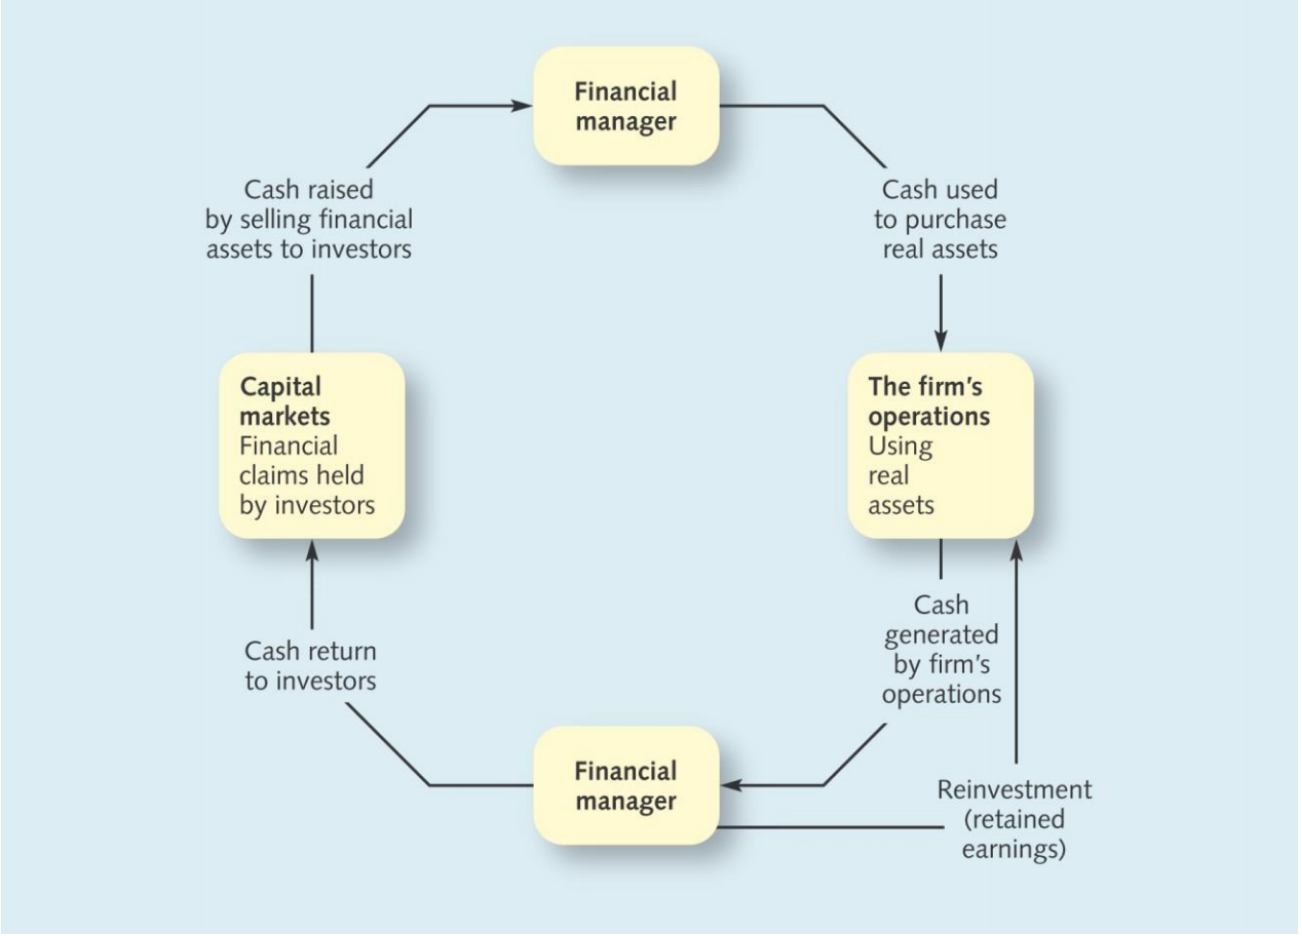 Financial
manager
Cash raised
by selling financial
assets to investors
Cash used
to purchase
real assets
Capital
markets
Financial
claims held
by investors
The firm's
operations
Using
real
assets
Cash return
to investors
Cash
generated
by firm's
operations
Financial
manager
Reinvestment
(retained
earnings)